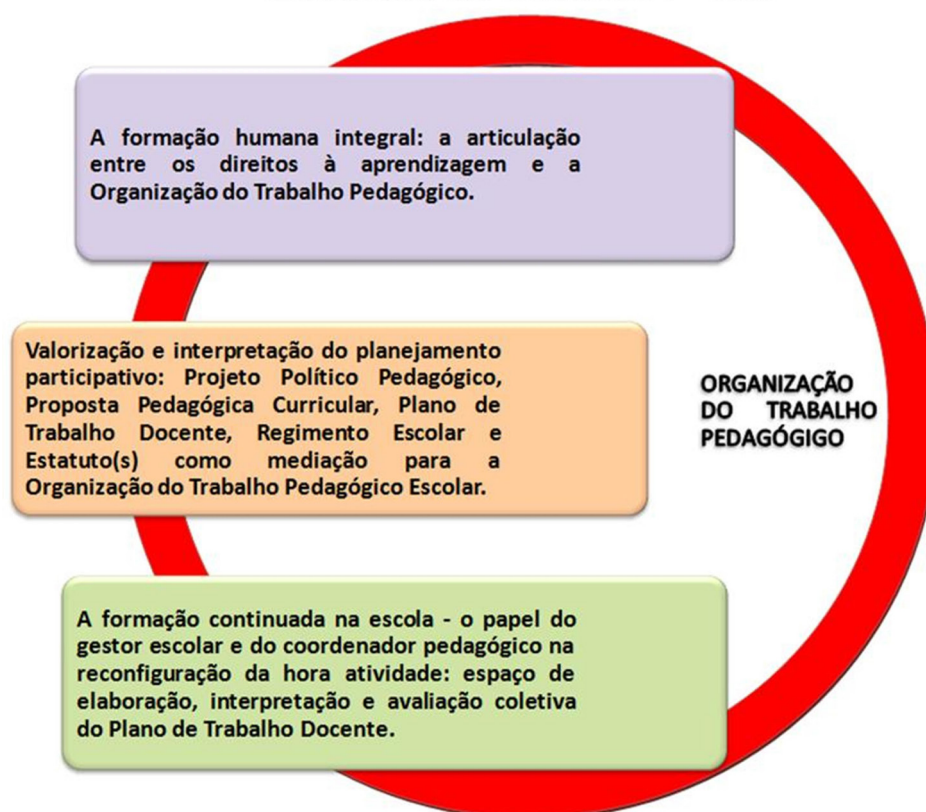 A formação humana integral: a articulação
entre os direitos à aprendizagem e a
Organização do Trabalho Pedagógico.
Valorização e interpretação do planejamento
participativo: Projeto Político Pedagógico,
Proposta Pedagógica Curricular, Plano de
Trabalho Docente, Regimento Escolar e
Estatuto(s) como mediação para a
Organização do Trabalho Pedagógico Escolar.
ORGANIZAÇÃO
DO TRABALHO
PEDAGÓGIGO
A formação continuada na escola - o papel do
gestor escolar e do coordenador pedagógico na
reconfiguração da hora atividade: espaço de
elaboração, interpretação e avaliação coletiva
do Plano de Trabalho Docente.